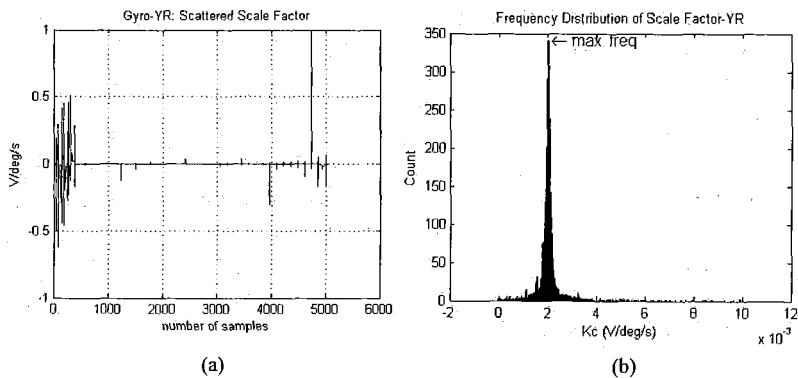 Gyro-YR: Scattered Scale Factor
1
0.5
0
-0.5
-1
V/deg/s
0 1000 2000 3000 4000 5000 6000
number of samples
(a)
Frequency Distribution of Scale Factor-YR
350
300
250
200
150
100
50
0
Count
← max freq
-2 0 2 4 6 8 10 12
Kc (V/deg/s)
x 10⁻³
(b)